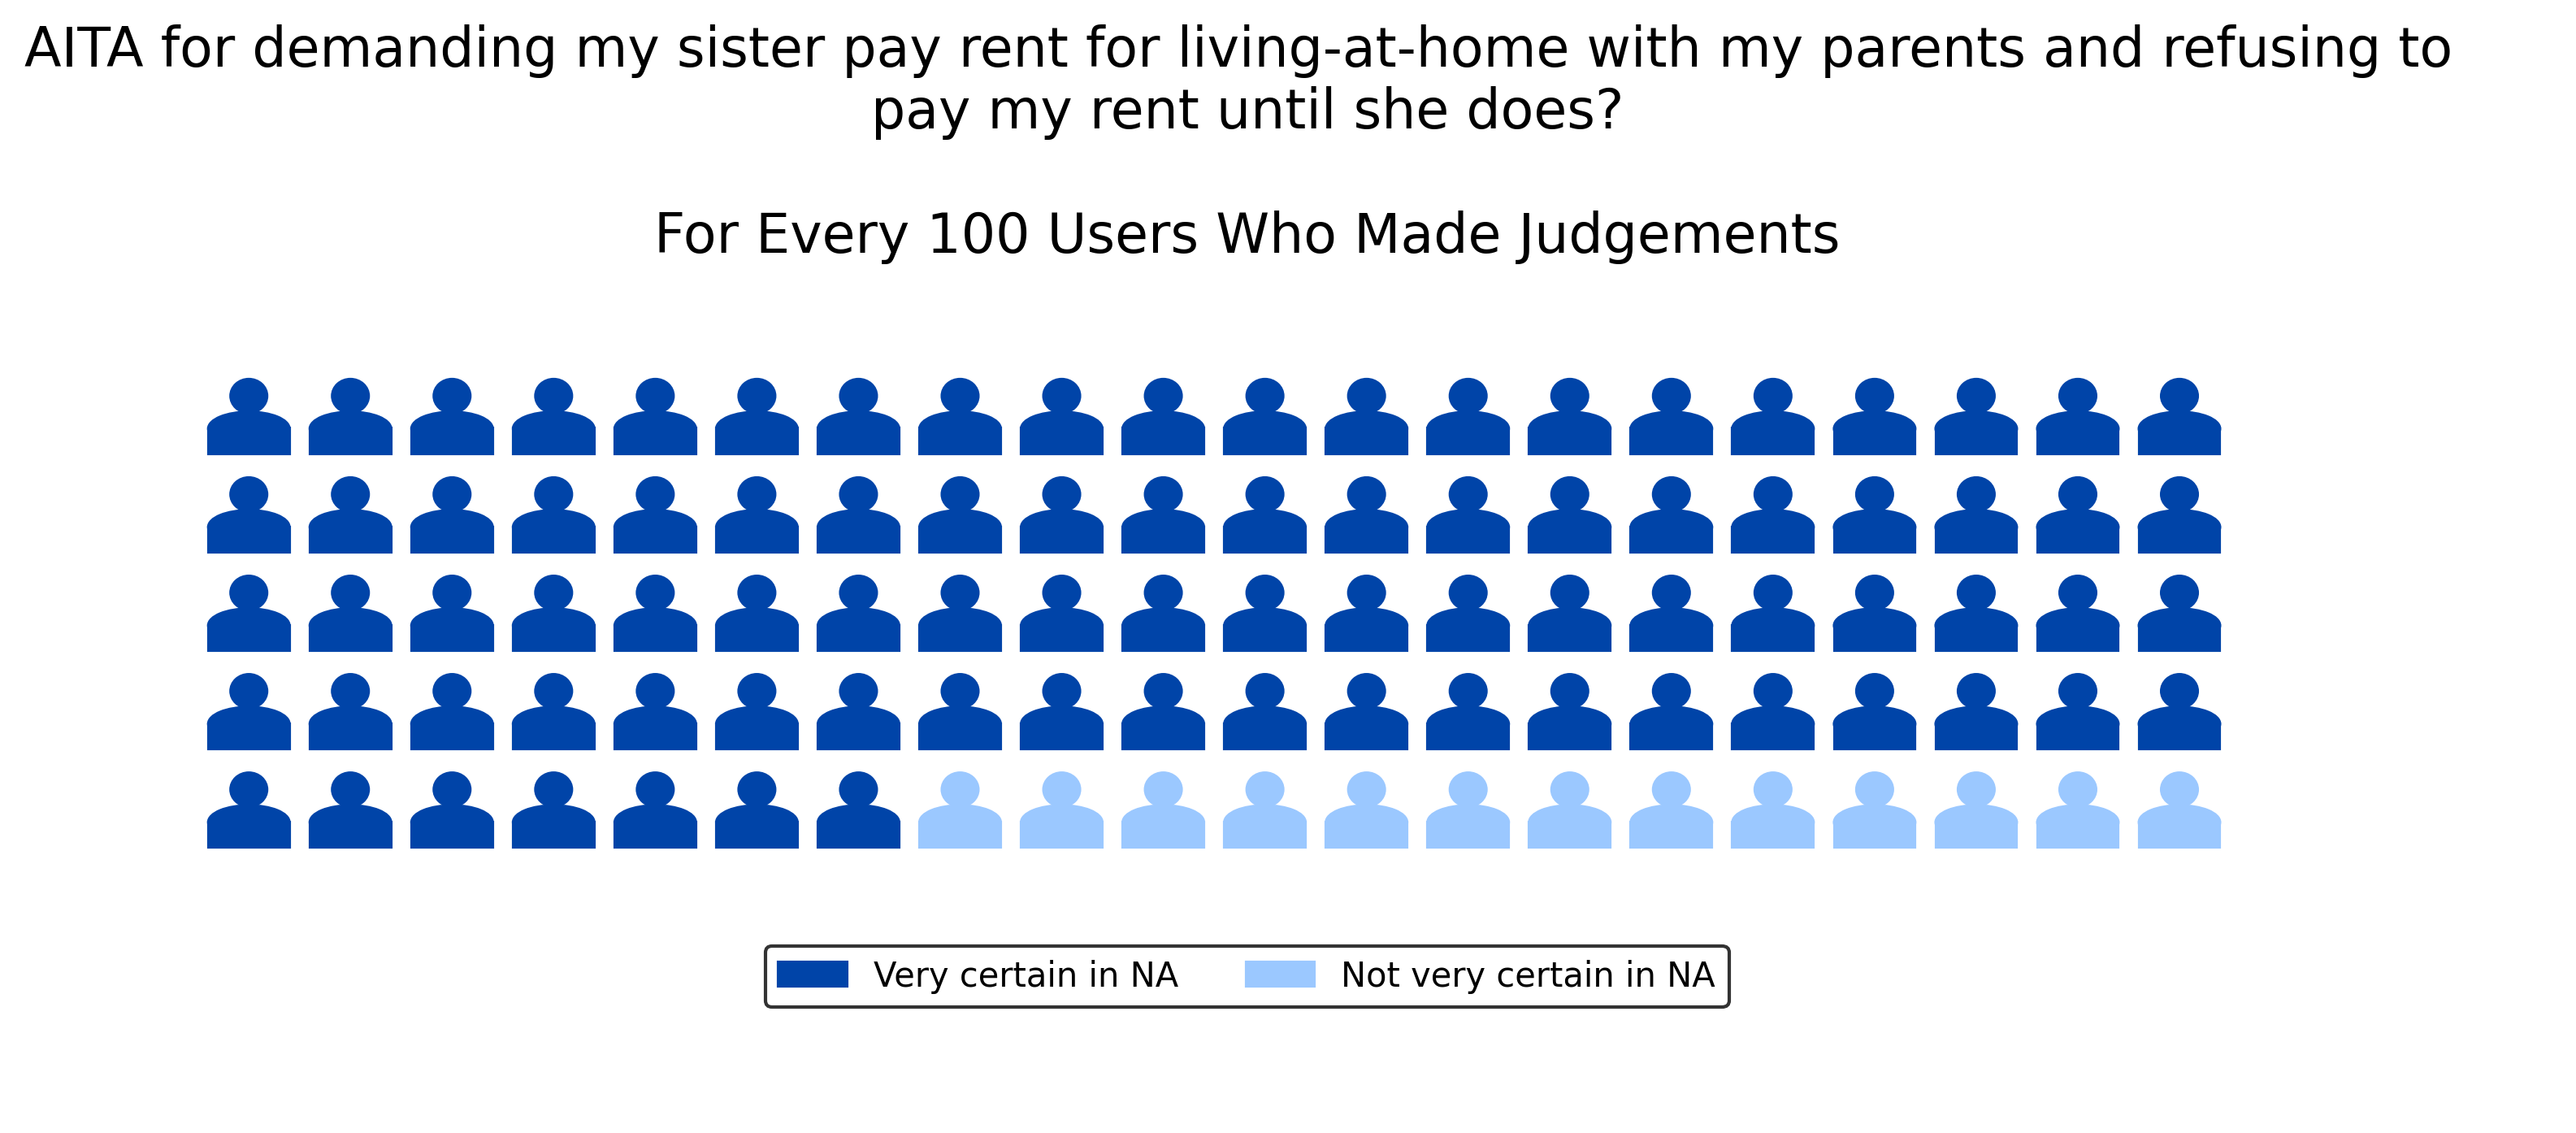 AITA for demanding my sister pay rent for living-at-home with my parents and refusing to
pay my rent until she does?
For Every 100 Users Who Made Judgements
Very certain in NA
Not very certain in NA